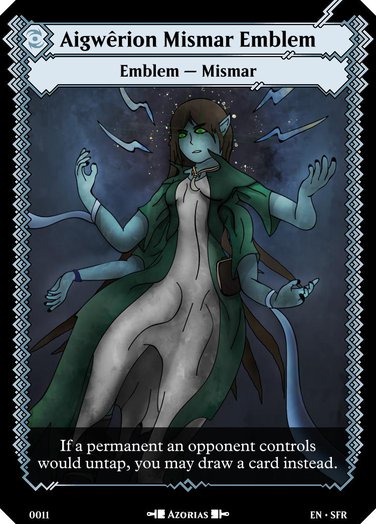 Aigwêrion Mismar Emblem
Emblem — Mismar
If a permanent an opponent controls
would untap, you may draw a card instead.
0011 Azorias EN • SFR